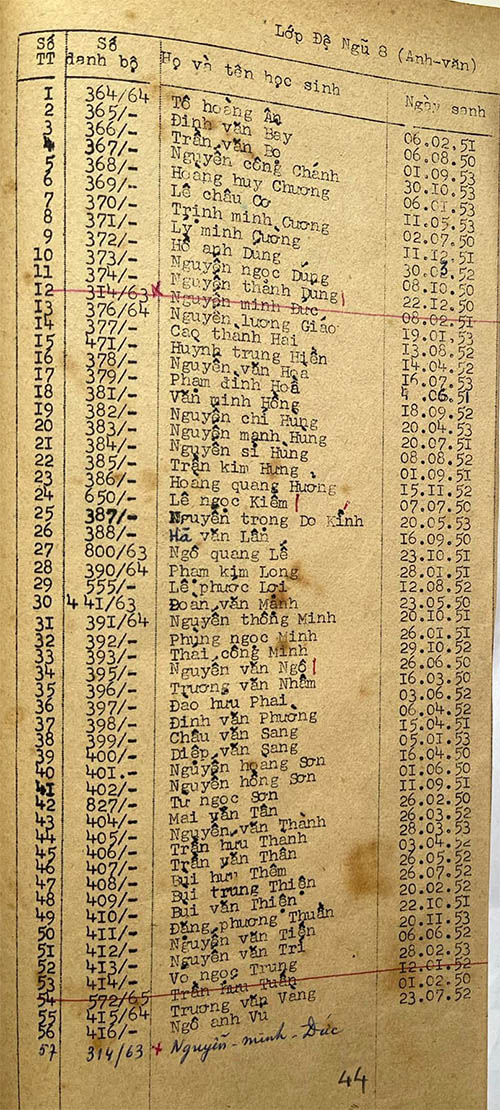 Lớp Đệ Ngũ 8 (Anh-văn)
Số TT Số danh bộ Họ và tên học sinh Ngày sanh
1 364/64 Tô hoàng Ân 06.02.51
2 365/- Đinh văn Bay 06.08.50
3 366/- Trần văn Bo 01.09.53
4 367/- Nguyễn công Chánh 30.10.53
5 368/- Hoàng huy Chương 06.01.53
6 369/- Lê châu Cơ 11.05.53
7 370/- Trịnh minh Cương 02.07.50
8 371/- Lý minh Cường 11.12.51
9 372/- Hồ anh Dũng 30.03.52
10 373/- Nguyễn ngọc Dũng 08.10.50
11 374/- Nguyễn thành Dung 22.12.50
12 314/63 Nguyễn minh Đức 08.02.51
13 376/64 Nguyễn lương Giáo 19.01.53
14 377/- Cao thành Hải 13.08.52
15 471/- Huỳnh trung Hiền 14.04.52
16 378/- Nguyễn văn Họa 16.07.53
17 379/- Phạm đình Hoà 4.06.51
18 381/- Văn minh Hồng 18.09.52
19 382/- Nguyễn chí Hùng 20.04.53
20 383/- Nguyễn mạnh Hùng 20.07.51
21 384/- Nguyễn sĩ Hùng 08.08.52
22 385/- Trần kim Hưng 01.09.51
23 386/- Hoàng quang Hương 15.11.52
24 650/- Lê ngọc Kiêm 07.07.50
25 387/- Nguyễn trọng Do Kính 20.05.53
26 388/- Hà văn Lân 16.09.50
27 800/63 Ngô quang Lê 23.10.51
28 390/64 Phạm kim Long 28.01.51
29 555/- Lê phước Lợi 12.08.52
30 441/63 Đoàn văn Mạnh 23.05.50
31 391/64 Nguyễn thống Minh 20.10.51
32 392/- Phụng ngọc Minh 26.01.51
33 393/- Thái công Minh 29.10.52
34 395/- Nguyễn văn Ngộ 26.06.50
35 396/- Trương văn Nhâm 16.03.50
36 397/- Đào hữu Phai 03.06.52
37 398/- Đinh văn Phương 06.04.52
38 399/- Châu văn Sang 15.04.51
39 400/- Diệp văn Sang 05.01.53
40 401.- Nguyễn hoàng Sơn 16.04.50
41 402/- Nguyễn hồng Sơn 01.06.50
42 827/- Từ ngọc Sơn 11.09.51
43 404/- Mai văn Tân 26.02.50
44 405/- Nguyễn văn Thành 26.03.52
45 406/- Trần hữu Thành 28.03.53
46 407/- Trần văn Thân 03.04.52
47 408/- Bùi hữu Thêm 26.05.52
48 409/- Bùi trung Thiện 26.07.52
49 410/- Bùi văn Thiện 20.02.52
50 411/- Đặng phương Thuần 22.10.51
51 412/- Nguyễn văn Tiến 20.11.53
52 413/- Nguyễn văn Trí 06.06.52
53 414/- Võ ngọc Trung 28.02.53
54 572/65 Trần hữu Tuấn 12.01.52
55 415/64 Trương văn Vàng 01.02.50
56 416/- Ngô anh Vũ 23.07.52
57 314/63 Nguyễn - minh - Đức
44